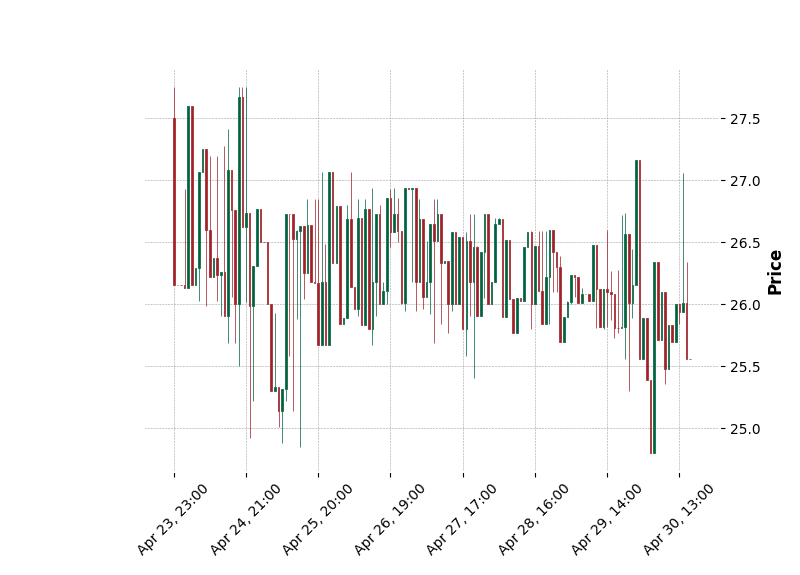 27.5
27.0
26.5
26.0
25.5
25.0
Price
Apr 23, 23:00
Apr 24, 21:00
Apr 25, 20:00
Apr 26, 19:00
Apr 27, 17:00
Apr 28, 16:00
Apr 29, 14:00
Apr 30, 13:00